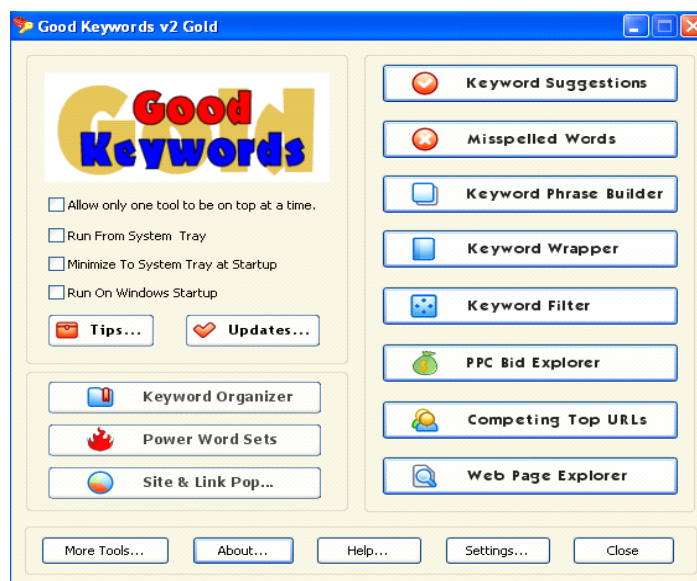 Good Keywords v2 Gold
Gold
Good
Keywords
Allow only one tool to be on top at a time.
Run From System Tray
Minimize To System Tray at Startup
Run On Windows Startup
Tips...
Updates...
Keyword Organizer
Power Word Sets
Site & Link Pop...
Keyword Suggestions
Misspelled Words
Keyword Phrase Builder
Keyword Wrapper
Keyword Filter
PPC Bid Explorer
Competing Top URLs
Web Page Explorer
More Tools...
About...
Help...
Settings...
Close